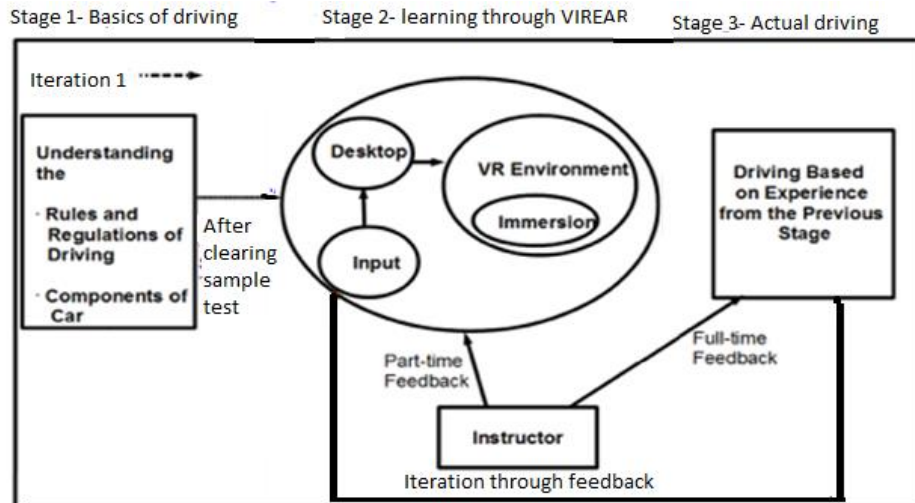 Stage 1- Basics of driving
Stage 2- learning through VIREAR
Stage 3- Actual driving
Iteration 1
Understanding
the
· Rules and
Regulations of
Driving
· Components of
Car
After
clearing
sample
test
Desktop
Input
VR Environment
Immersion
Driving Based
on Experience
from the Previous
Stage
Part-time
Feedback
Full-time
Feedback
Instructor
Iteration through feedback